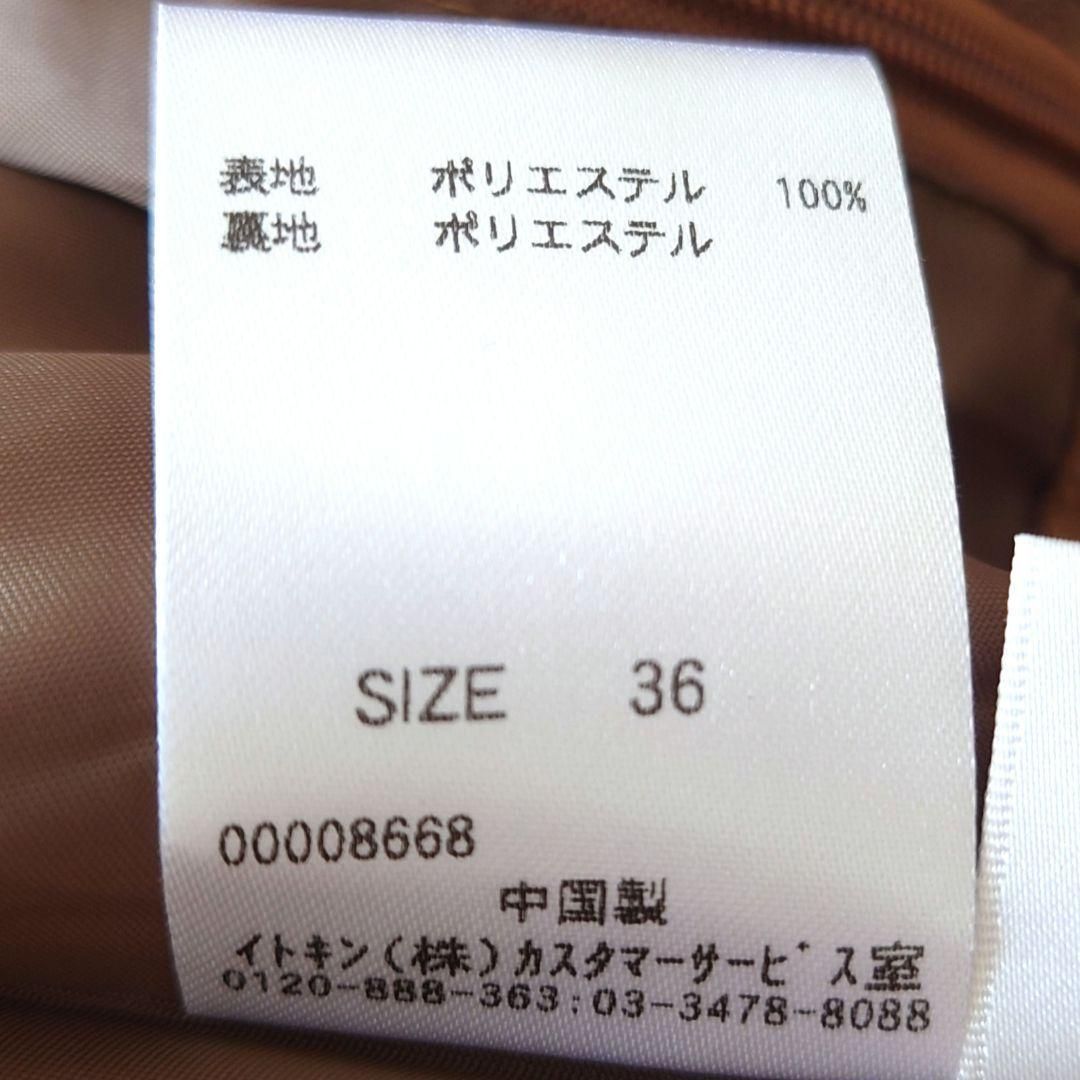 表地 ポリエステル 100%
裏地 ポリエステル
SIZE 36
00008668
中国製
イトキン(株)カスタマーサービス室
0120-888-363:03-3478-8088